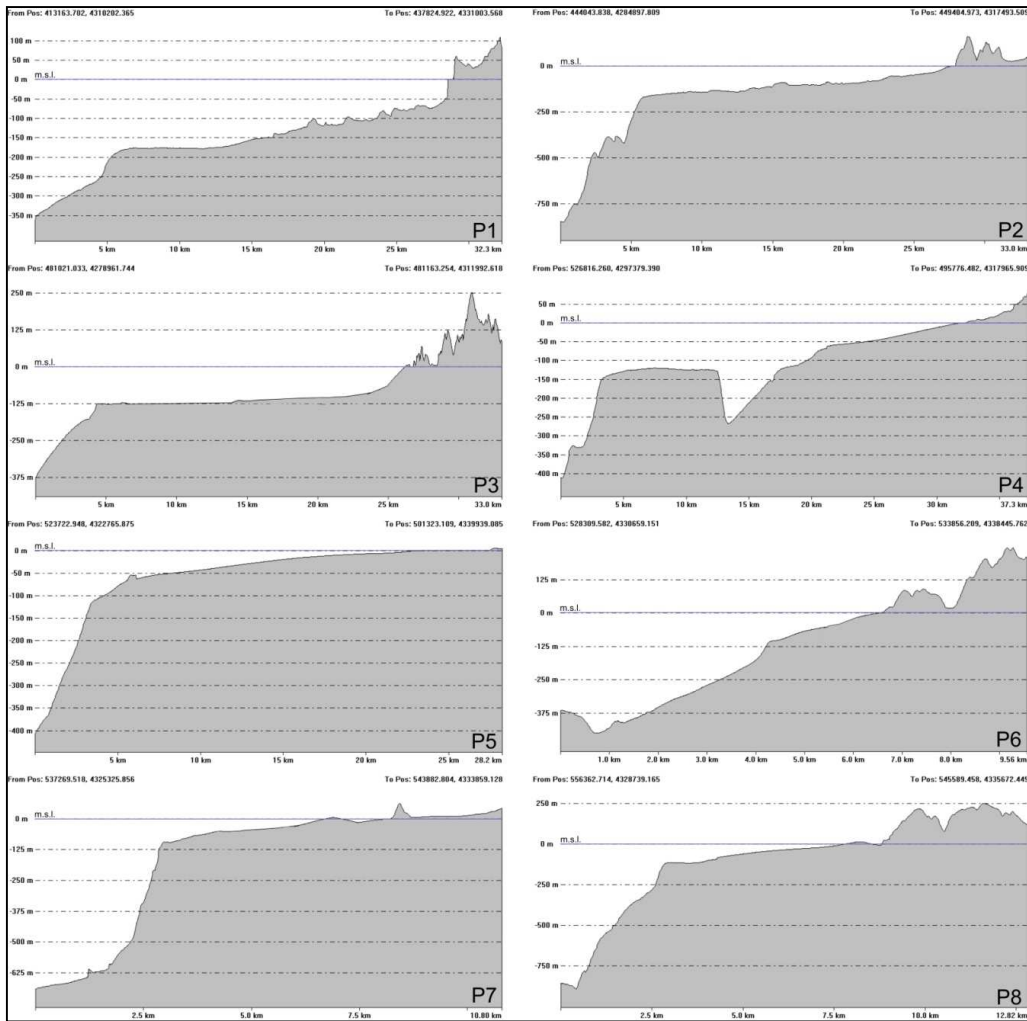 From Pos: 413163.702, 4310202.365 To Pos: 437824.922, 4331003.568
100 m
50 m
m.s.l.
0 m
-50 m
-100 m
-150 m
-200 m
-250 m
-300 m
-350 m
P1
5 km 10 km 15 km 20 km 25 km 32.3 km
From Pos: 444043.838, 4284897.809 To Pos: 449404.973, 4317493.509
m.s.l.
0 m
-250 m
-500 m
-750 m
P2
5 km 10 km 15 km 20 km 25 km 33.0 km
From Pos: 481021.033, 4278961.744 To Pos: 481163.254, 4311992.618
250 m
125 m
m.s.l.
0 m
-125 m
-250 m
-375 m
P3
5 km 10 km 15 km 20 km 25 km 33.0 km
From Pos: 526816.260, 4297379.390 To Pos: 495776.482, 4317965.909
50 m
m.s.l.
0 m
-50 m
-100 m
-150 m
-200 m
-250 m
-300 m
-350 m
-400 m
P4
5 km 10 km 15 km 20 km 25 km 30 km 37.3 km
From Pos: 523722.948, 4322765.875 To Pos: 501323.109, 4339939.085
m.s.l.
0 m
-50 m
-100 m
-150 m
-200 m
-250 m
-300 m
-350 m
-400 m
P5
5 km 10 km 15 km 20 km 25 km 28.2 km
From Pos: 528309.582, 4330659.151 To Pos: 533856.209, 4338445.762
125 m
m.s.l.
0 m
-125 m
-250 m
-375 m
P6
1.0 km 2.0 km 3.0 km 4.0 km 5.0 km 6.0 km 7.0 km 8.0 km 9.56 km
From Pos: 537269.518, 4325325.856 To Pos: 543882.884, 4333859.128
m.s.l.
0 m
-125 m
-250 m
-375 m
-500 m
-625 m
P7
2.5 km 5.0 km 7.5 km 10.80 km
From Pos: 556362.714, 4328739.165 To Pos: 545589.458, 4335672.449
250 m
m.s.l.
0 m
-250 m
-500 m
-750 m
P8
2.5 km 5.0 km 7.5 km 10.0 km 12.82 km